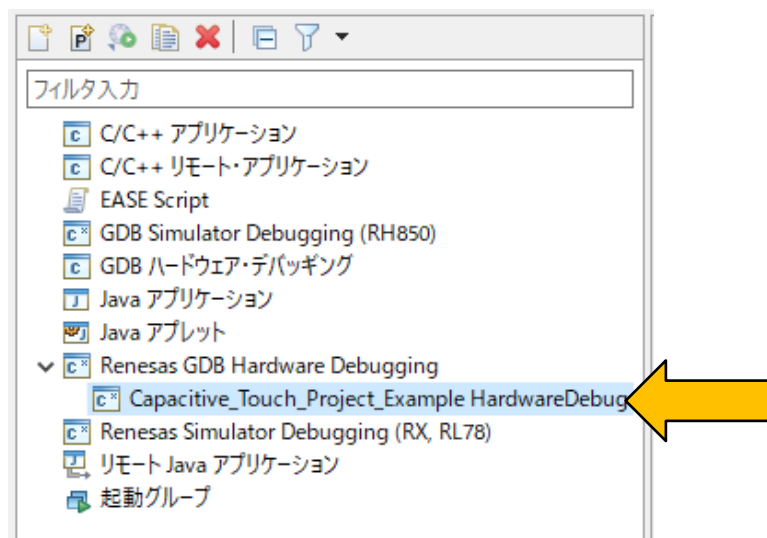 フィルタ入力
C/C++ アプリケーション
C/C++ リモート・アプリケーション
EASE Script
GDB Simulator Debugging (RH850)
GDB ハードウェア・デバッギング
Java アプリケーション
Java アプレット
Renesas GDB Hardware Debugging
Capacitive_Touch_Project_Example HardwareDebug
Renesas Simulator Debugging (RX, RL78)
リモート Java アプリケーション
起動グループ